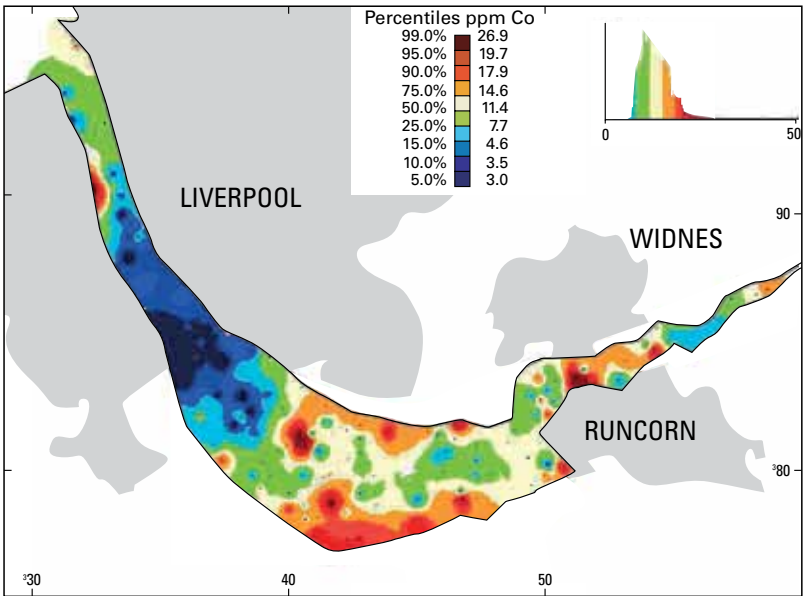 Percentiles ppm Co
99.0% 26.9
95.0% 19.7
90.0% 17.9
75.0% 14.6
50.0% 11.4
25.0% 7.7
15.0% 4.6
10.0% 3.5
5.0% 3.0
0 50
LIVERPOOL
90
WIDNES
RUNCORN
³80
³30 40 50